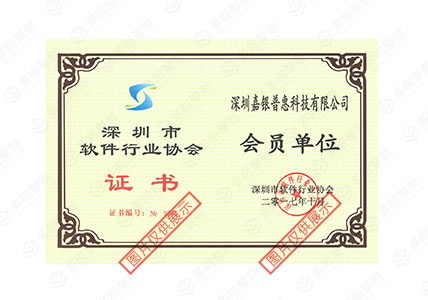 深圳市
软件行业协会
证书
证书编号: №
深圳嘉银普惠科技有限公司
会员单位
深圳市软件行业协会
二〇一七年十月
图片仅供展示
图片仅供展示